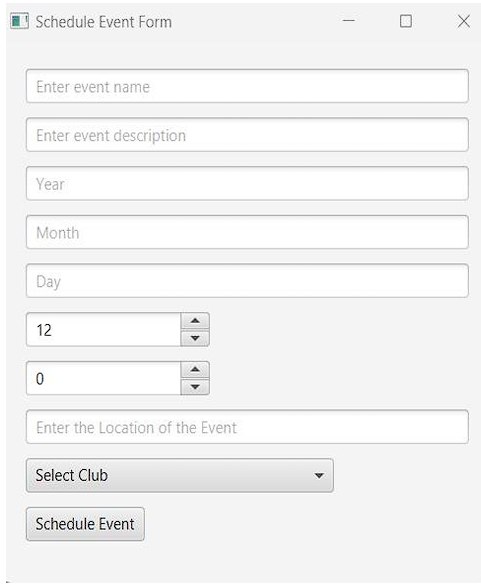 Schedule Event Form
Enter event name
Enter event description
Year
Month
Day
12
0
Enter the Location of the Event
Select Club
Schedule Event